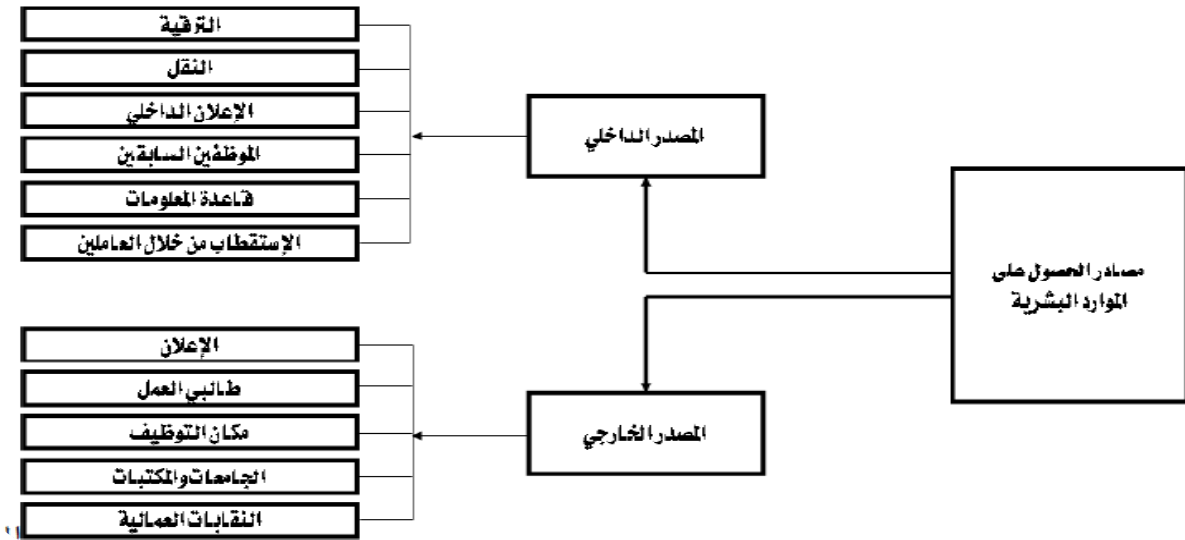 مصادر الحصول على
الموارد البشرية
المصدر الداخلي
الترقية
النقل
الإعلان الداخلي
الموظفين السابقين
قاعدة المعلومات
الإستقطاب من خلال العاملين
المصدر الخارجي
الإعلان
طالبي العمل
مكان التوظيف
الجامعات والمكتبات
النقابات العمالية